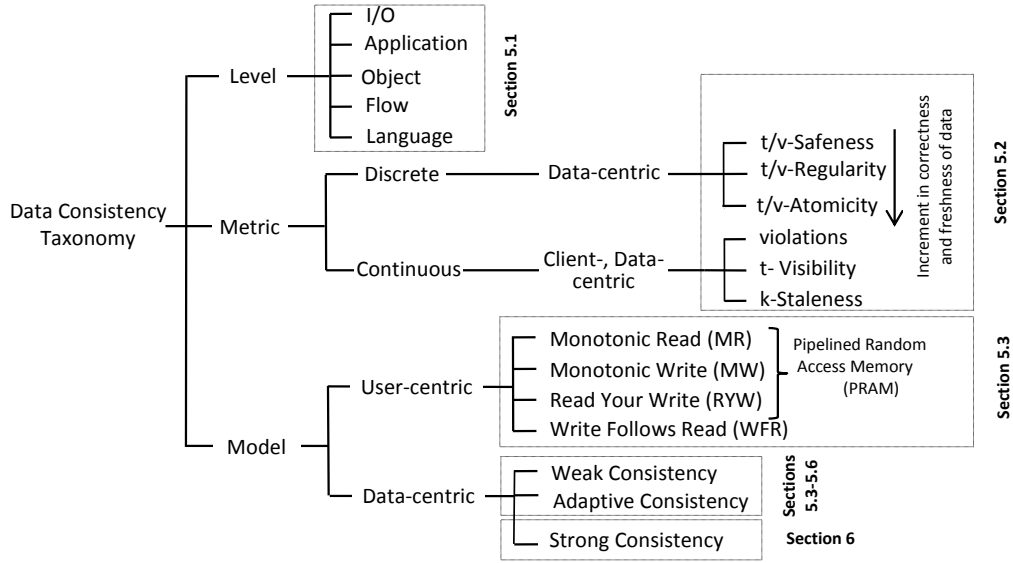 I/O
Application
Level
Object
Flow
Language
Section 5.1
Data Consistency
Taxonomy
Metric
Discrete
Data-centric
t/v-Safeness
t/v-Regularity
t/v-Atomicity
Continuous
Client-, Data-
centric
violations
t- Visibility
k-Staleness
Increment in correctness
and freshness of data
Section 5.2
Model
User-centric
Monotonic Read (MR)
Monotonic Write (MW)
Read Your Write (RYW)
Write Follows Read (WFR)
Pipelined Random
Access Memory
(PRAM)
Section 5.3
Data-centric
Weak Consistency
Adaptive Consistency
Sections
5.3-5.6
Strong Consistency
Section 6